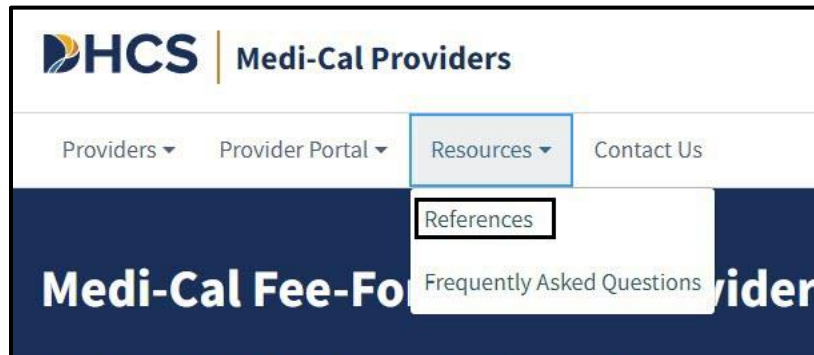 DHCS Medi-Cal Providers
Providers Provider Portal Resources Contact Us
References
Frequently Asked Questions
Medi-Cal Fee-For vider